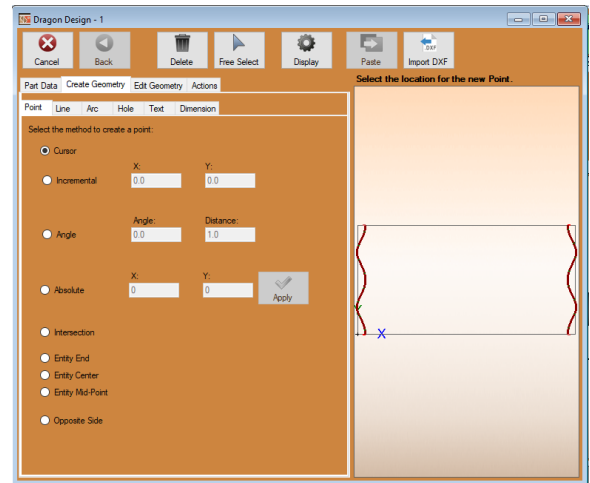 Dragon Design - 1
Cancel Back Delete Free Select Display Paste Import DXF
DXF
Part Data Create Geometry Edit Geometry Actions
Select the location for the new Point.
Point Line Arc Hole Text Dimension
Select the method to create a point:
Cursor
X: Y:
Incremental 0.0 0.0
Angle: Distance:
Angle 0.0 1.0
X: Y:
Absolute 0 0 Apply
Intersection
Entity End
Entity Center
Entity Mid-Point
Opposite Side
Y
X